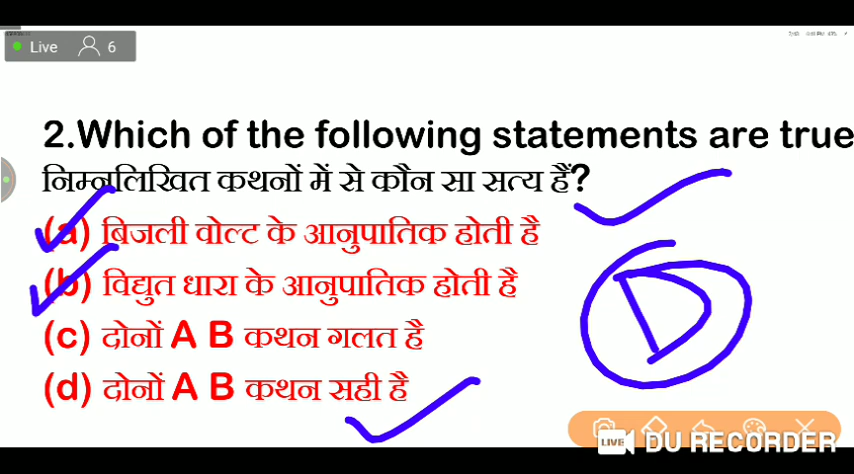 Live 6
2.Which of the following statements are true
निम्नलिखित कथनों में से कौन सा सत्य हैं?
(a) बिजली वोल्ट के आनुपातिक होती है
(b) विद्युत धारा के आनुपातिक होती है
(c) दोनों A B कथन गलत है
D
(d) दोनों A B कथन सही है
LIVE DU RECORDER